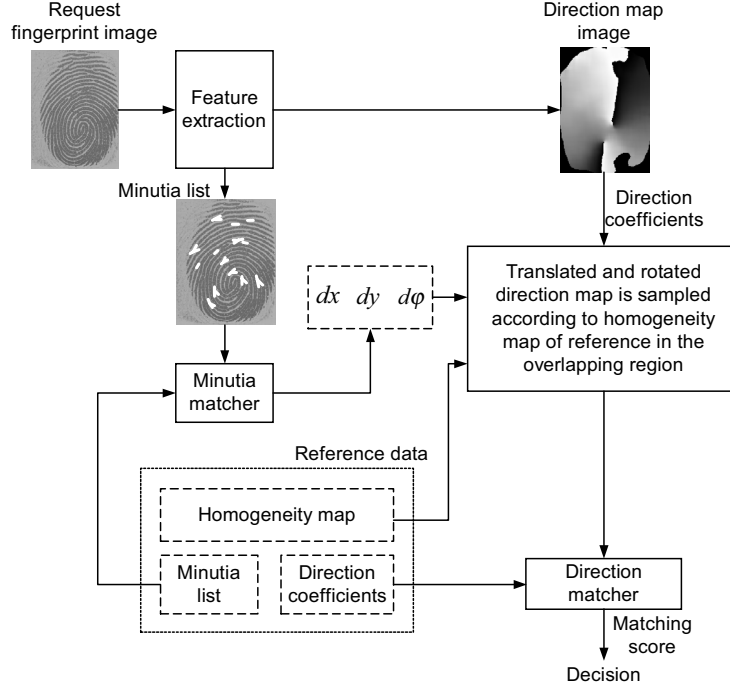 Request
fingerprint image
Direction map
image
Feature
extraction
Minutia list
Direction
coefficients
dx dy dφ
Translated and rotated
direction map is sampled
according to homogeneity
map of reference in the
overlapping region
Minutia
matcher
Reference data
Homogeneity map
Minutia
list
Direction
coefficients
Direction
matcher
Matching
score
Decision